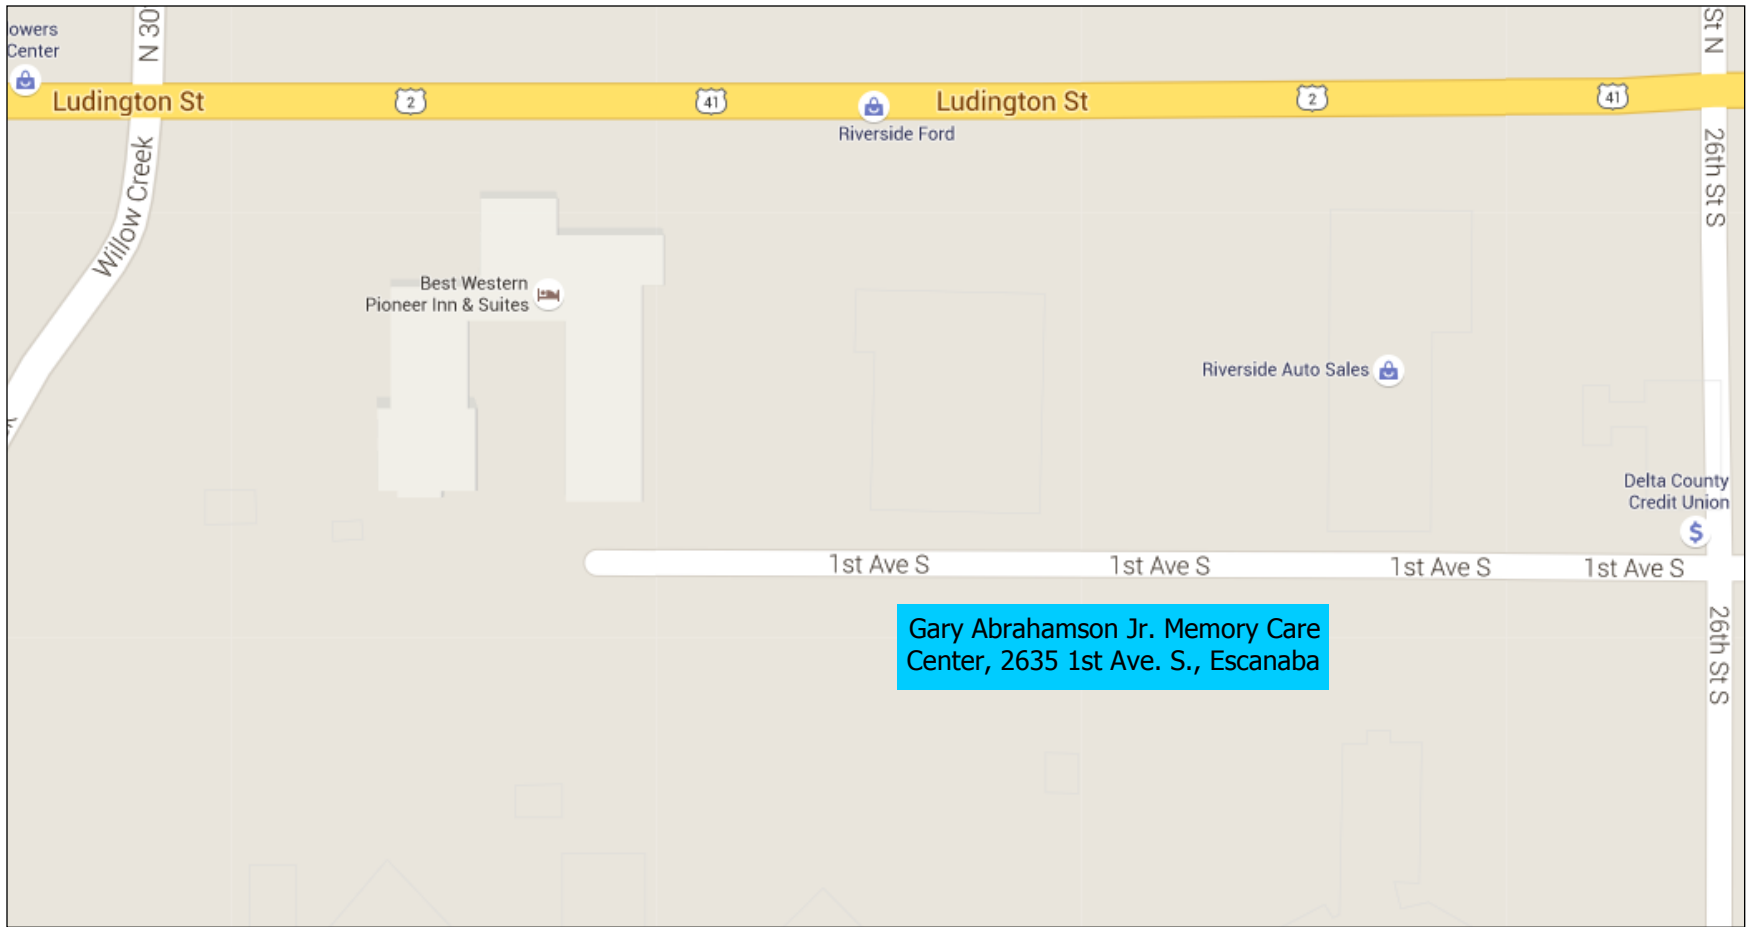 owers
Center
N 30
St N
Ludington St
2
41
Ludington St
2
41
Riverside Ford
Willow Creek
26th St S
Best Western
Pioneer Inn & Suites
Riverside Auto Sales
Delta County
Credit Union
$
1st Ave S
1st Ave S
1st Ave S
1st Ave S
Gary Abrahamson Jr. Memory Care
Center, 2635 1st Ave. S., Escanaba
26th St S